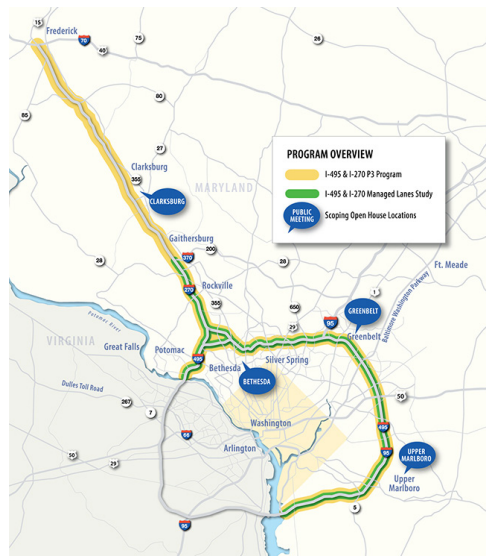 15
Frederick
70
40
75
26
85
80
27
Clarksburg
355
CLARKSBURG
MARYLAND
PROGRAM OVERVIEW
I-495 & I-270 P3 Program
I-495 & I-270 Managed Lanes Study
PUBLIC MEETING
Scoping Open House Locations
Gaithersburg
370
200
28
28
270
Rockville
355
650
29
95
1
Ft. Meade
Baltimore Washington Parkway
GREENBELT
Greenbelt
Potomac River
VIRGINIA
Great Falls
Potomac
495
Bethesda
Silver Spring
BETHESDA
Dulles Toll Road
267
7
50
Washington
66
Arlington
495
50
29
95
UPPER MARLBORO
Upper
Marlboro
5
95